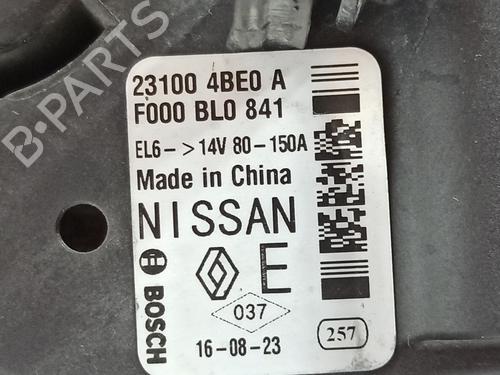 B-PARTS
23100 4BE0 A
F000 BL0 841
EL6-> 14V 80-150A
Made in China
NISSAN
BOSCH
E
037
16-08-23
257